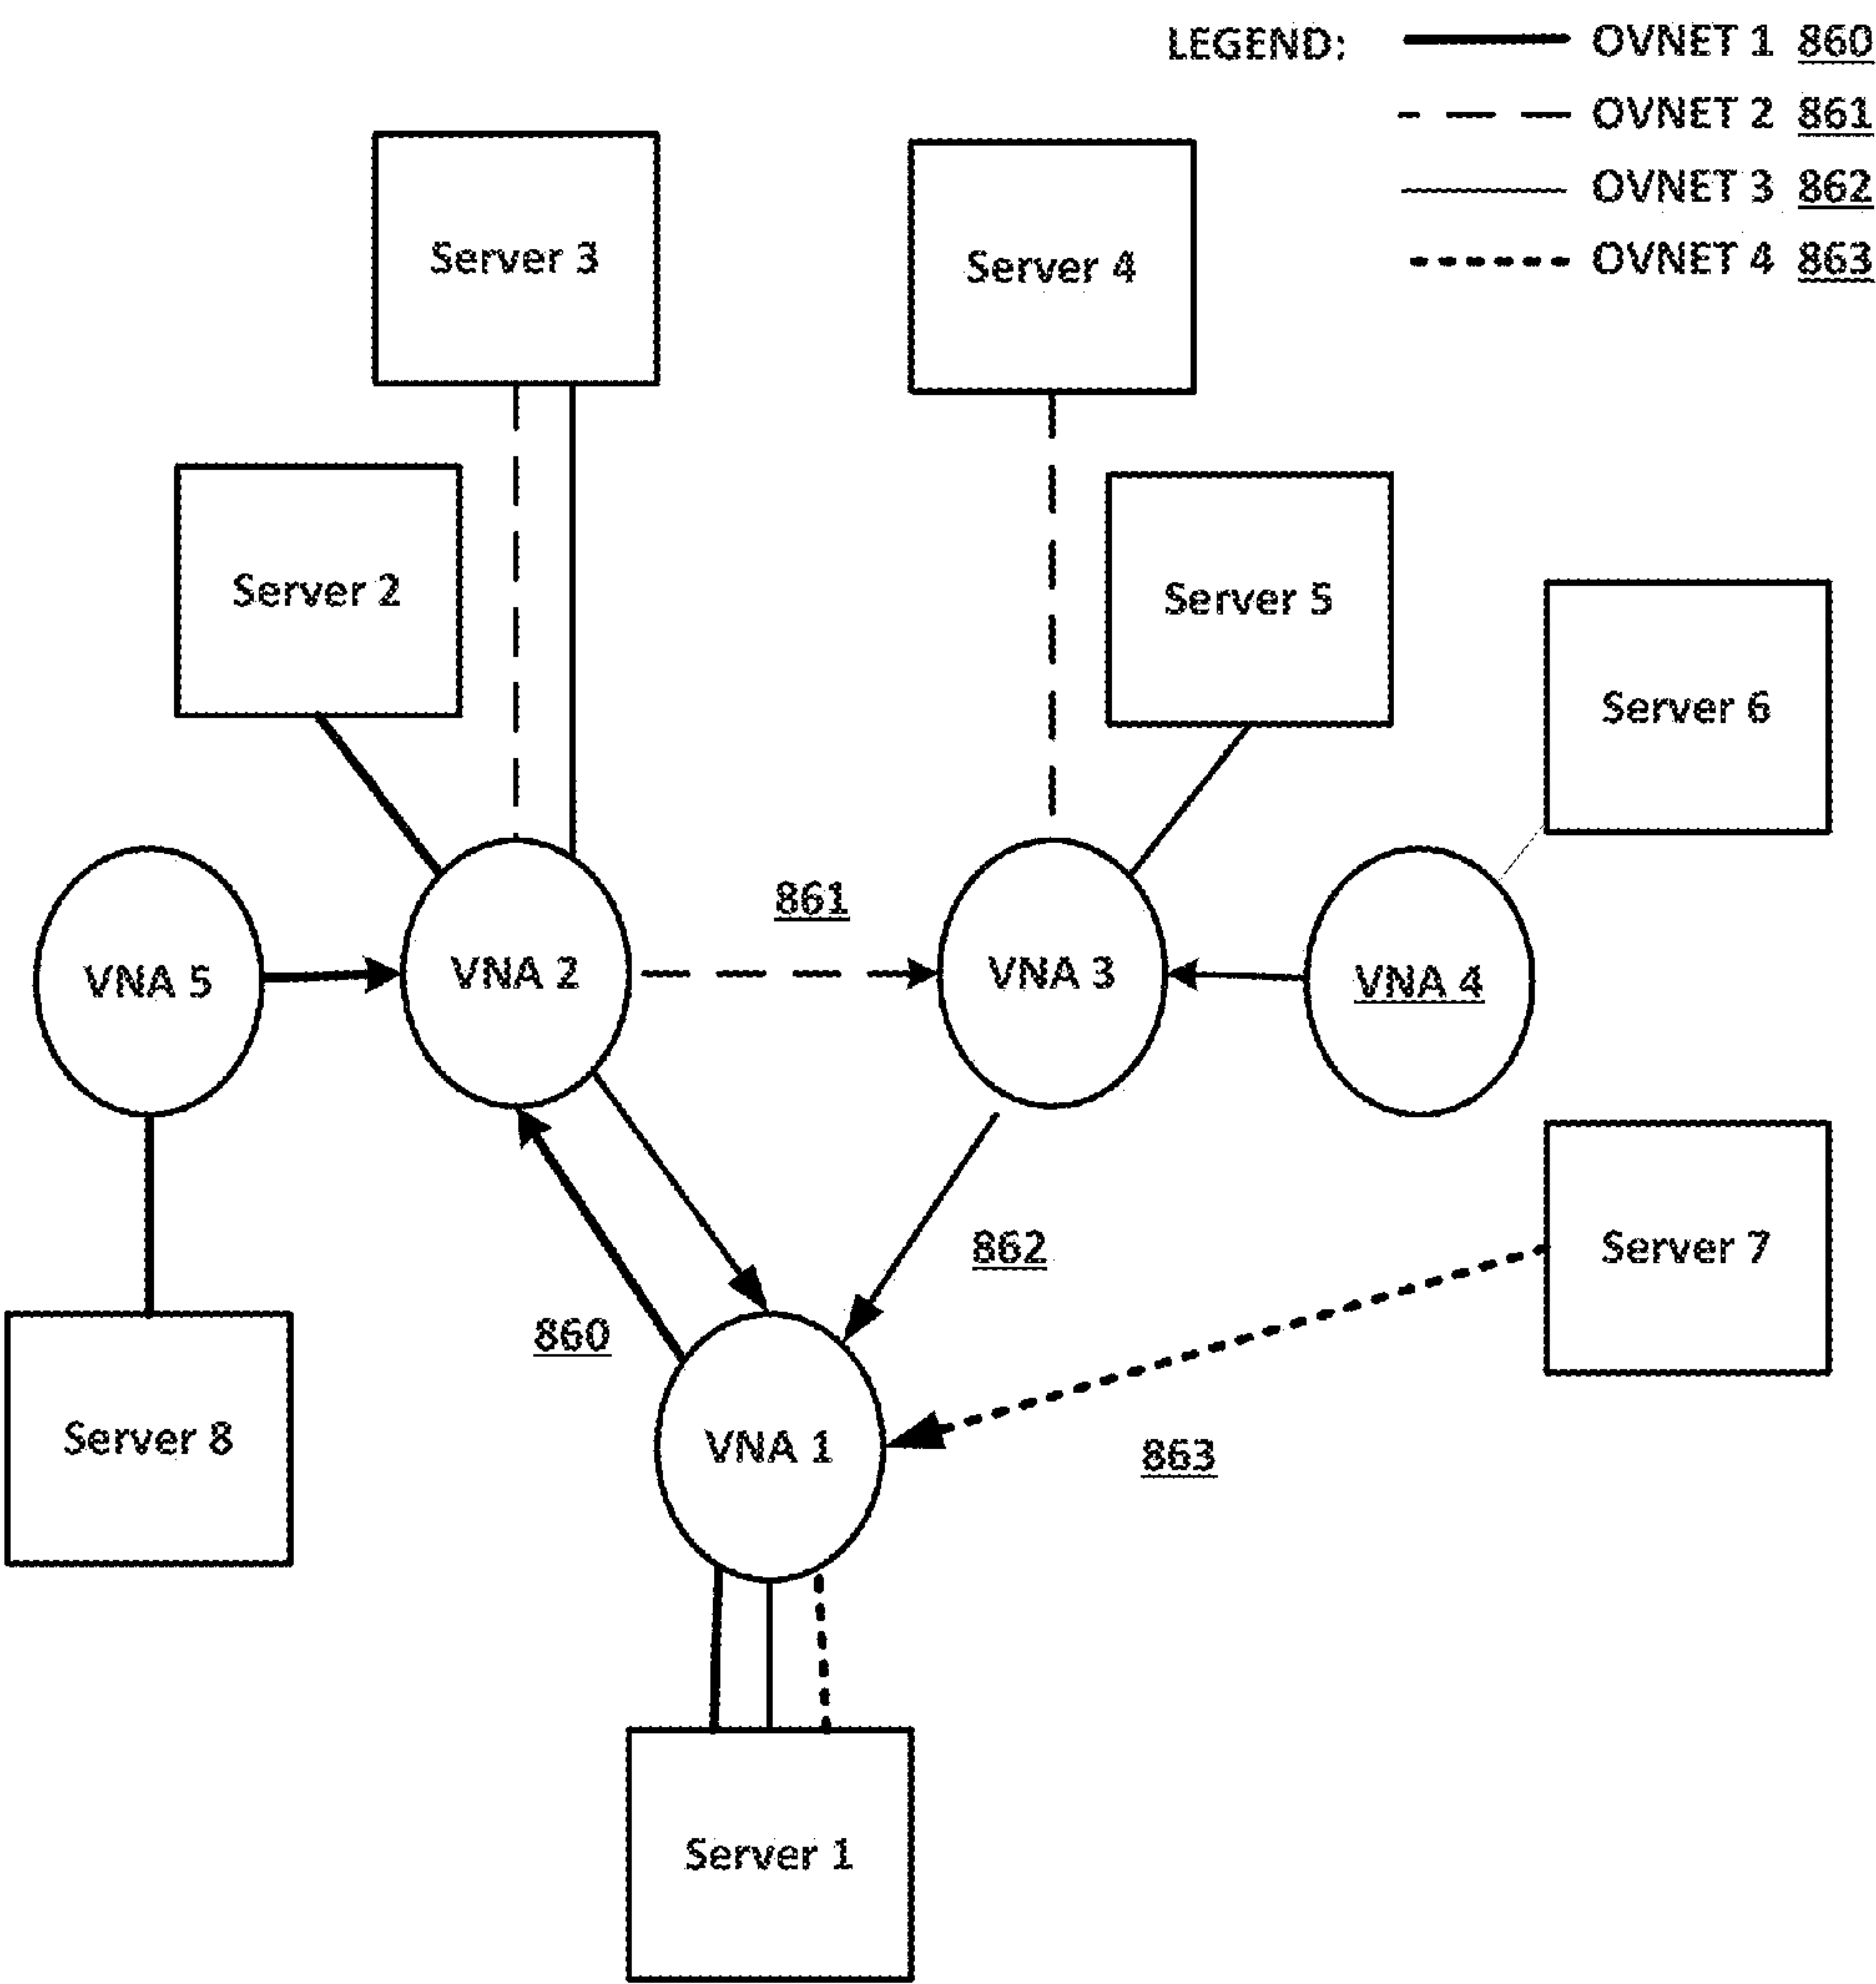 LEGEND:
OVNET 1 860
OVNET 2 861
OVNET 3 862
OVNET 4 863
Server 3
Server 4
Server 2
Server 5
Server 6
861
VNA 5
VNA 2
VNA 3
VNA 4
862
Server 7
860
Server 8
VNA 1
863
Server 1